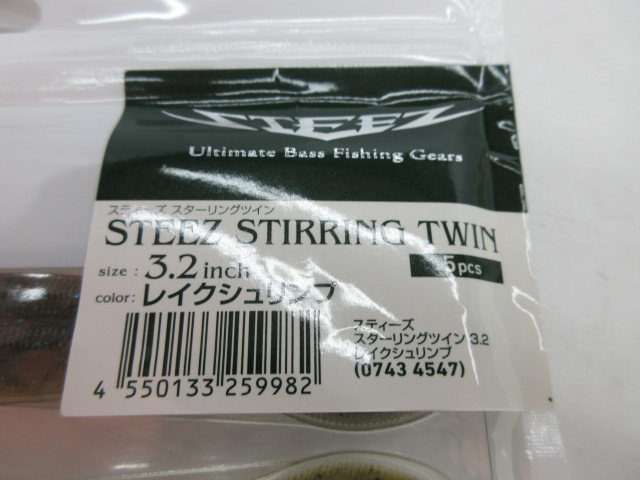 STEEZ
Ultimate Bass Fishing Gears
スティーズ スターリングツイン
STEEZ STIRRING TWIN
size : 3.2 inch
5pcs
color: レイクシュリンプ
スティーズ
スターリングツイン 3.2
レイクシュリンプ
(0743 4547)
4 550133 259982